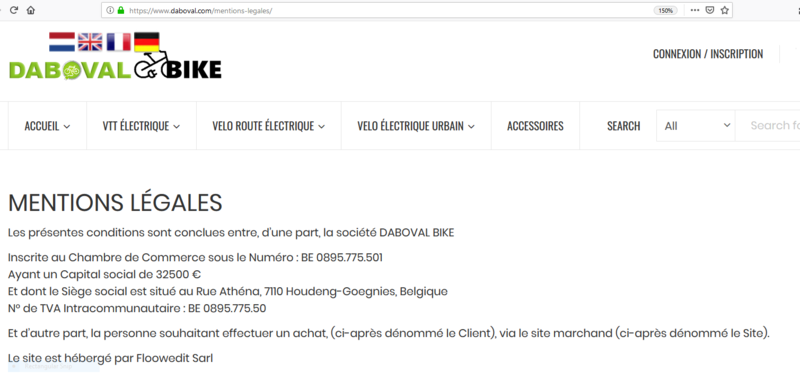 https://www.daboval.com/mentions-legales/
150%
DABOVAL & BIKE
CONNEXION / INSCRIPTION
ACCUEIL
VTT ÉLECTRIQUE
VELO ROUTE ÉLECTRIQUE
VELO ÉLECTRIQUE URBAIN
ACCESSOIRES
SEARCH
All
Search fo
MENTIONS LÉGALES
Les présentes conditions sont conclues entre, d'une part, la société DABOVAL BIKE
Inscrite au Chambre de Commerce sous le Numéro : BE 0895.775.501
Ayant un Capital social de 32500 €
Et dont le Siège social est situé au Rue Athéna, 7110 Houdeng-Goegnies, Belgique
N° de TVA Intracommunautaire : BE 0895.775.50
Et d'autre part, la personne souhaitant effectuer un achat, (ci-après dénommé le Client), via le site marchand (ci-après dénommé le Site).
Le site est hébergé par Floowedit Sarl